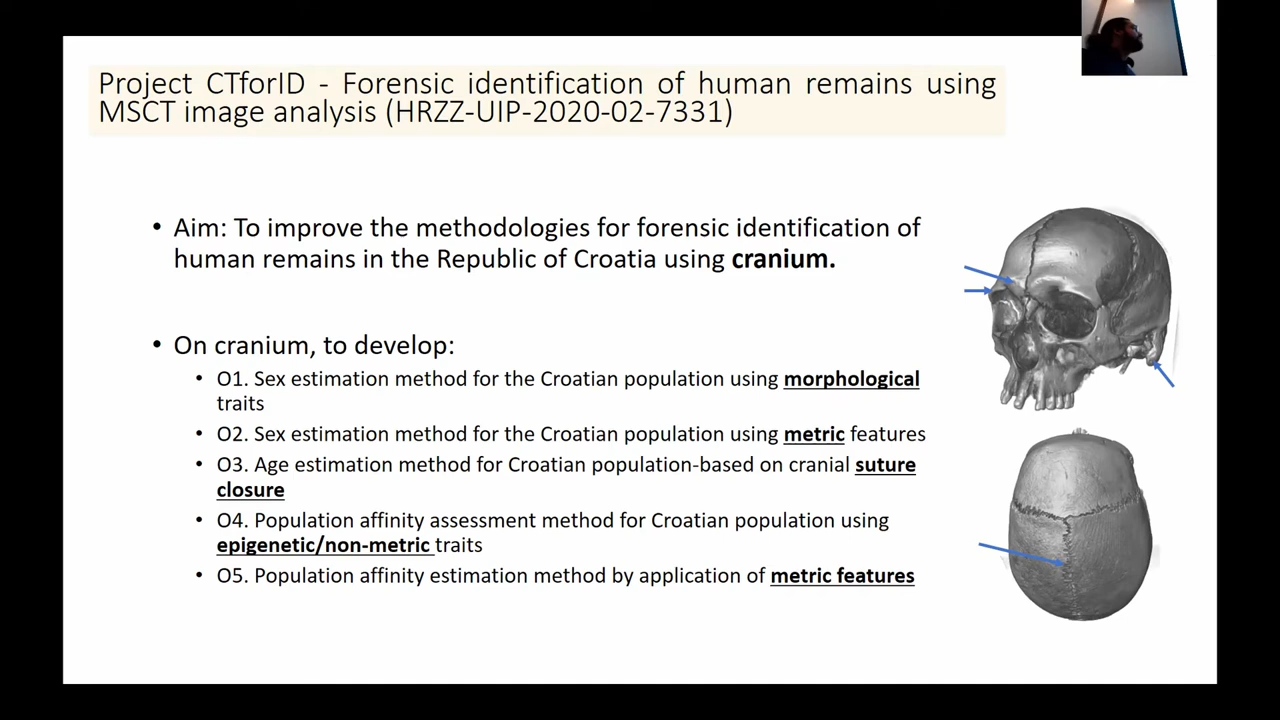 Project CTforID - Forensic identification of human remains using
MSCT image analysis (HRZZ-UIP-2020-02-7331)
• Aim: To improve the methodologies for forensic identification of
human remains in the Republic of Croatia using cranium.
• On cranium, to develop:
• O1. Sex estimation method for the Croatian population using morphological
traits
• O2. Sex estimation method for the Croatian population using metric features
• O3. Age estimation method for Croatian population-based on cranial suture
closure
• O4. Population affinity assessment method for Croatian population using
epigenetic/non-metric traits
• O5. Population affinity estimation method by application of metric features